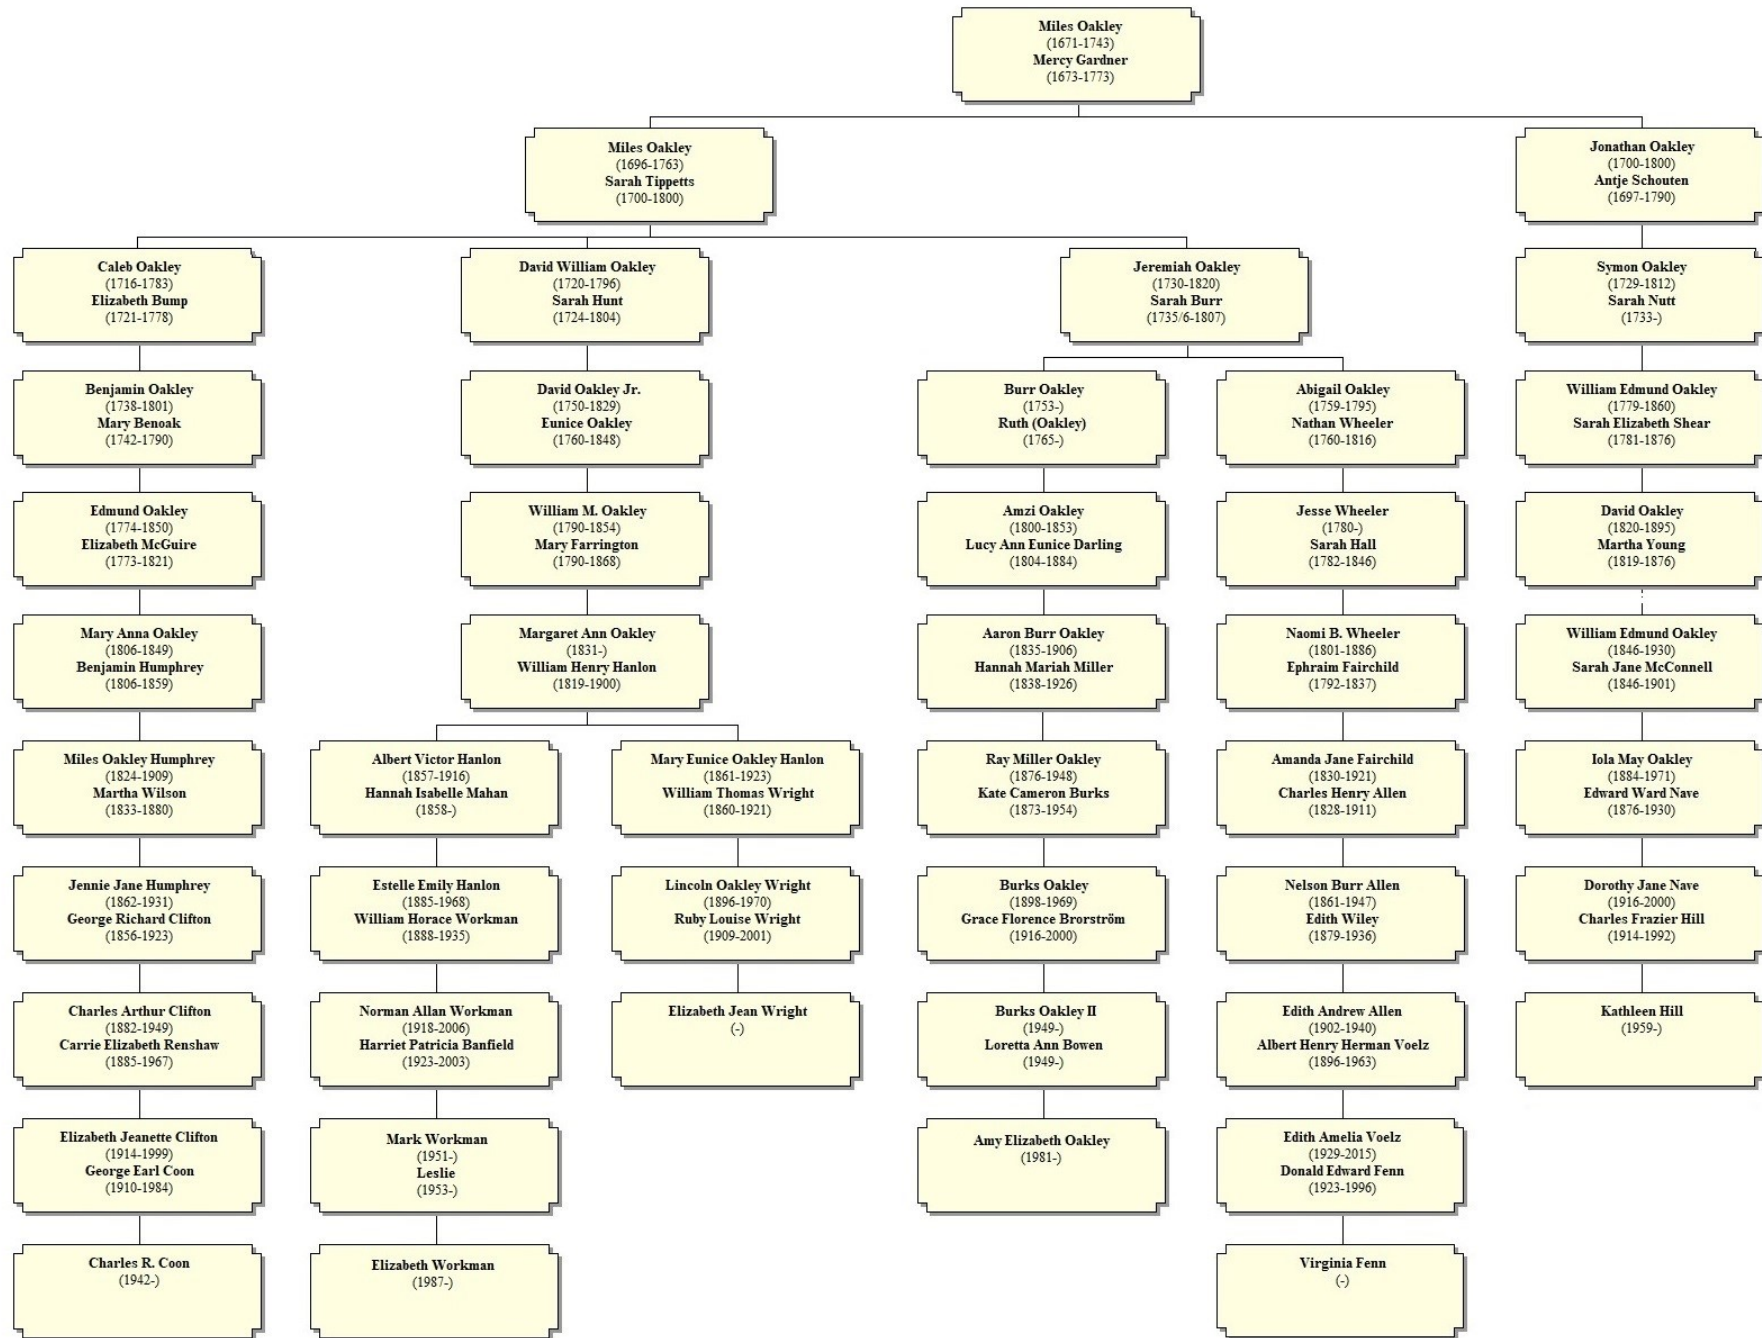 Miles Oakley
(1671-1743)
Mercy Gardner
(1673-1773)
Miles Oakley
(1696-1763)
Sarah Tippetts
(1700-1800)
Jonathan Oakley
(1700-1800)
Antje Schouten
(1697-1790)
Caleb Oakley
(1716-1783)
Elizabeth Bump
(1721-1778)
David William Oakley
(1720-1796)
Sarah Hunt
(1724-1804)
Jeremiah Oakley
(1730-1820)
Sarah Burr
(1735/6-1807)
Symon Oakley
(1729-1812)
Sarah Nutt
(1733-)
Benjamin Oakley
(1738-1801)
Mary Benoak
(1742-1790)
David Oakley Jr.
(1750-1829)
Eunice Oakley
(1760-1848)
Burr Oakley
(1753-)
Ruth (Oakley)
(1765-)
Abigail Oakley
(1759-1795)
Nathan Wheeler
(1760-1816)
William Edmund Oakley
(1779-1860)
Sarah Elizabeth Shear
(1781-1876)
Edmund Oakley
(1774-1850)
Elizabeth McGuire
(1773-1821)
William M. Oakley
(1790-1854)
Mary Farrington
(1790-1868)
Amzi Oakley
(1800-1853)
Lucy Ann Eunice Darling
(1804-1884)
Jesse Wheeler
(1780-)
Sarah Hall
(1782-1846)
David Oakley
(1820-1895)
Martha Young
(1819-1876)
Mary Anna Oakley
(1806-1849)
Benjamin Humphrey
(1806-1859)
Margaret Ann Oakley
(1831-)
William Henry Hanlon
(1819-1900)
Aaron Burr Oakley
(1835-1906)
Hannah Mariah Miller
(1838-1926)
Naomi B. Wheeler
(1801-1886)
Ephraim Fairchild
(1792-1837)
William Edmund Oakley
(1846-1930)
Sarah Jane McConnell
(1846-1901)
Miles Oakley Humphrey
(1824-1909)
Martha Wilson
(1833-1880)
Albert Victor Hanlon
(1857-1916)
Hannah Isabelle Mahan
(1858-)
Mary Eunice Oakley Hanlon
(1861-1923)
William Thomas Wright
(1860-1921)
Ray Miller Oakley
(1876-1948)
Kate Cameron Burks
(1873-1954)
Amanda Jane Fairchild
(1830-1921)
Charles Henry Allen
(1828-1911)
Iola May Oakley
(1884-1971)
Edward Ward Nave
(1876-1930)
Jennie Jane Humphrey
(1862-1931)
George Richard Clifton
(1856-1923)
Estelle Emily Hanlon
(1885-1968)
William Horace Workman
(1888-1935)
Lincoln Oakley Wright
(1896-1970)
Ruby Louise Wright
(1909-2001)
Burks Oakley
(1898-1969)
Grace Florence Brorström
(1916-2000)
Nelson Burr Allen
(1861-1947)
Edith Wiley
(1879-1936)
Dorothy Jane Nave
(1916-2000)
Charles Frazier Hill
(1914-1992)
Charles Arthur Clifton
(1882-1949)
Carrie Elizabeth Renshaw
(1885-1967)
Norman Allan Workman
(1918-2006)
Harriet Patricia Banfield
(1923-2003)
Elizabeth Jean Wright
(-)
Burks Oakley II
(1949-)
Loretta Ann Bowen
(1949-)
Edith Andrew Allen
(1902-1940)
Albert Henry Herman Voelz
(1896-1963)
Kathleen Hill
(1959-)
Elizabeth Jeanette Clifton
(1914-1999)
George Earl Coon
(1910-1984)
Mark Workman
(1951-)
Leslie
(1953-)
Amy Elizabeth Oakley
(1981-)
Edith Amelia Voelz
(1929-2015)
Donald Edward Fenn
(1923-1996)
Charles R. Coon
(1942-)
Elizabeth Workman
(1987-)
Virginia Fenn
(-)